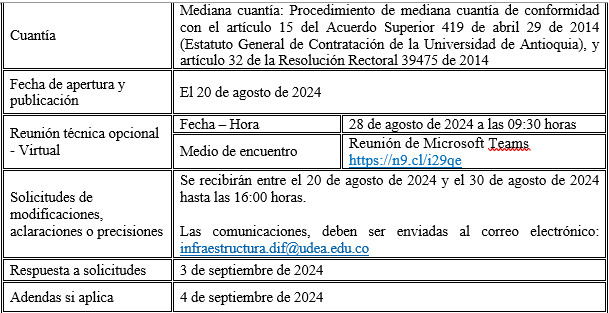 Cuantía
Mediana cuantía: Procedimiento de mediana cuantía de conformidad
con el artículo 15 del Acuerdo Superior 419 de abril 29 de 2014
(Estatuto General de Contratación de la Universidad de Antioquia), y
artículo 32 de la Resolución Rectoral 39475 de 2014
Fecha de apertura y
publicación
El 20 de agosto de 2024
Reunión técnica opcional
- Virtual
Fecha – Hora
28 de agosto de 2024 a las 09:30 horas
Medio de encuentro
Reunión de Microsoft Teams
https://n9.cl/i29qe
Solicitudes de
modificaciones,
aclaraciones o precisiones
Se recibirán entre el 20 de agosto de 2024 y el 30 de agosto de 2024
hasta las 16:00 horas.
Las comunicaciones, deben ser enviadas al correo electrónico:
infraestructura.dif@udea.edu.co
Respuesta a solicitudes
3 de septiembre de 2024
Adendas si aplica
4 de septiembre de 2024